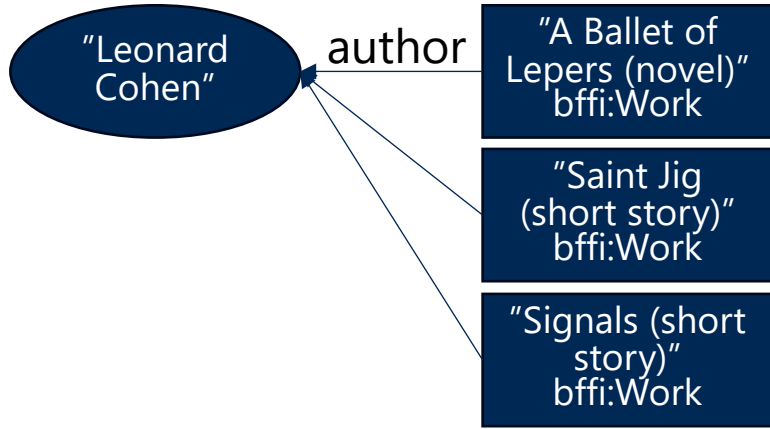 ”Leonard
Cohen”
author
”A Ballet of
Lepers (novel)”
bffi:Work
”Saint Jig
(short story)”
bffi:Work
”Signals (short
story)”
bffi:Work